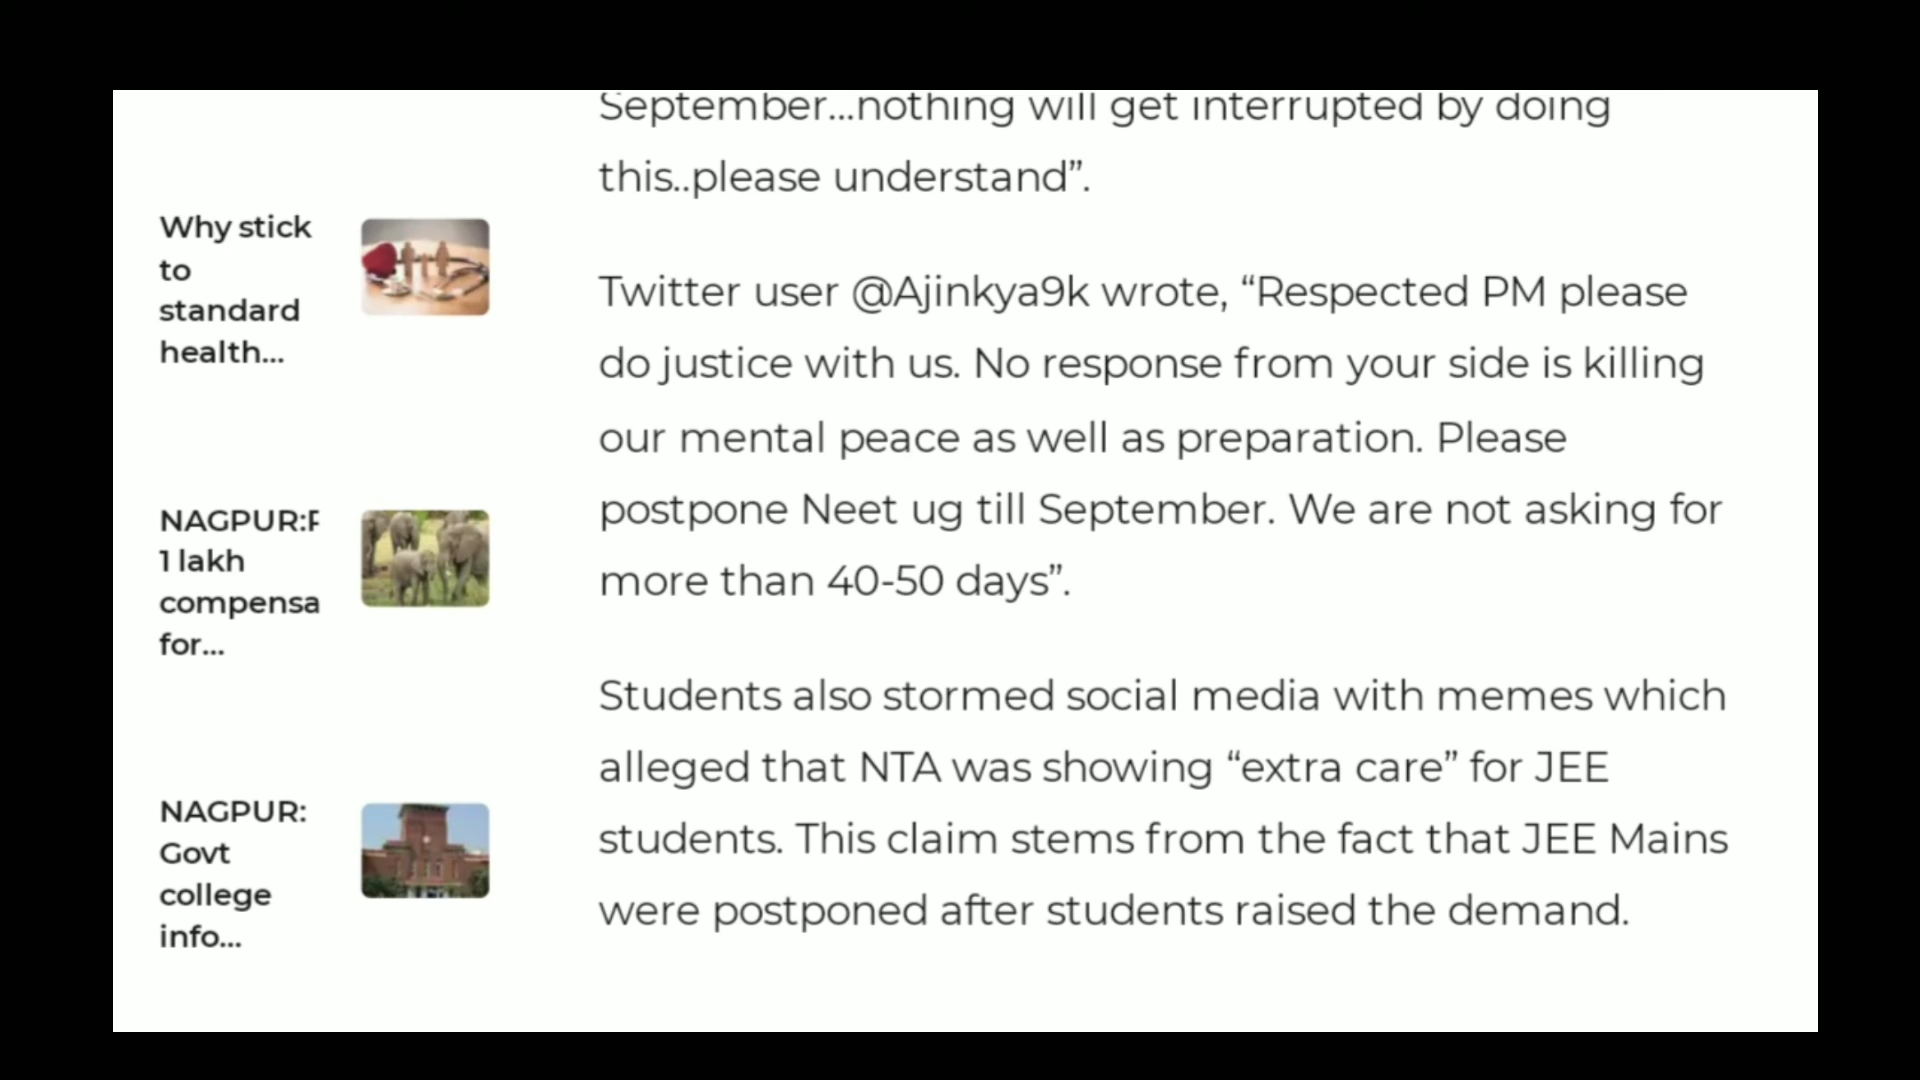 Why stick
to
standard
health...
NAGPUR:
1 lakh
compensa
for...
NAGPUR:
Govt
college
info...
September...nothing will get interrupted by doing
this..please understand”.
Twitter user @Ajinkya9k wrote, “Respected PM please
do justice with us. No response from your side is killing
our mental peace as well as preparation. Please
postpone Neet ug till September. We are not asking for
more than 40-50 days”.
Students also stormed social media with memes which
alleged that NTA was showing “extra care” for JEE
students. This claim stems from the fact that JEE Mains
were postponed after students raised the demand.